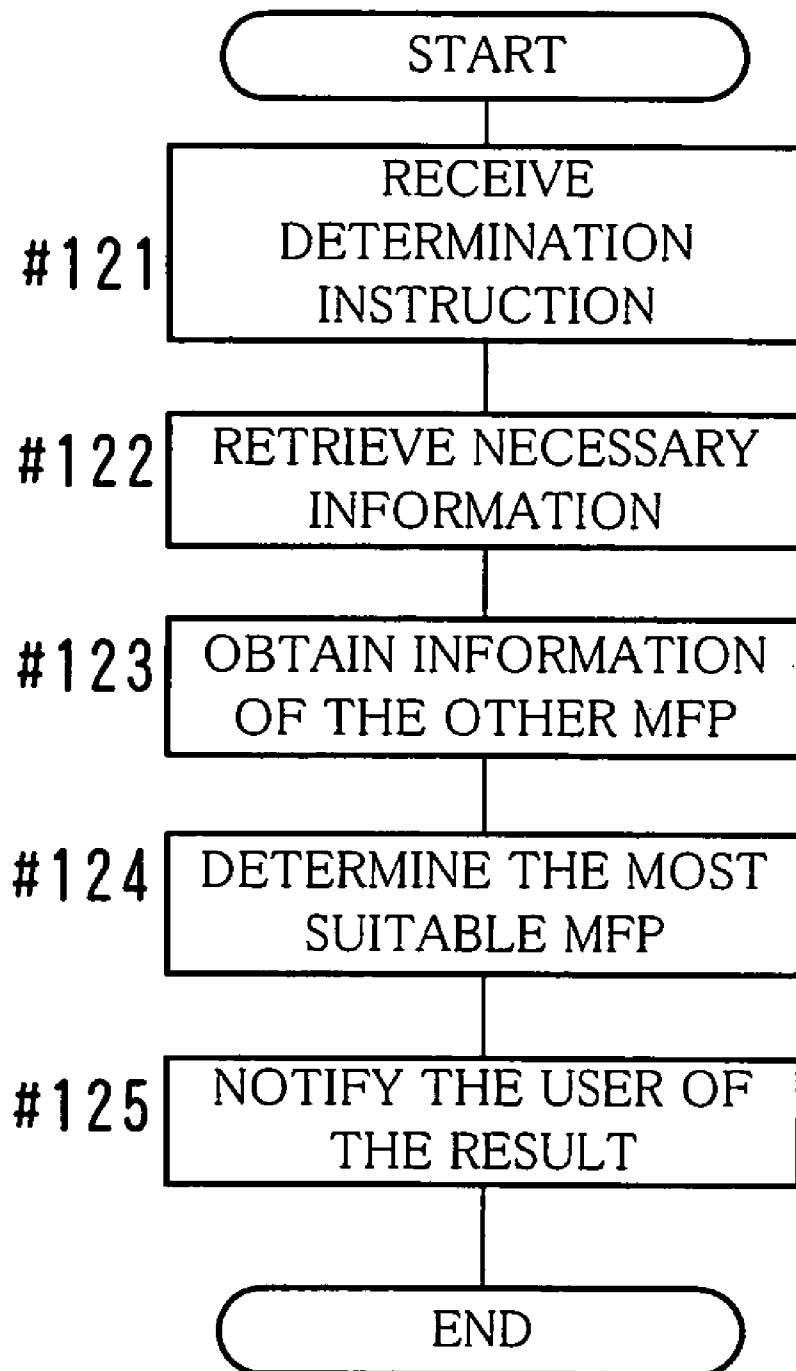 START
#121
RECEIVE
DETERMINATION
INSTRUCTION
#122
RETRIEVE NECESSARY
INFORMATION
#123
OBTAIN INFORMATION
OF THE OTHER MFP
#124
DETERMINE THE MOST
SUITABLE MFP
#125
NOTIFY THE USER OF
THE RESULT
END